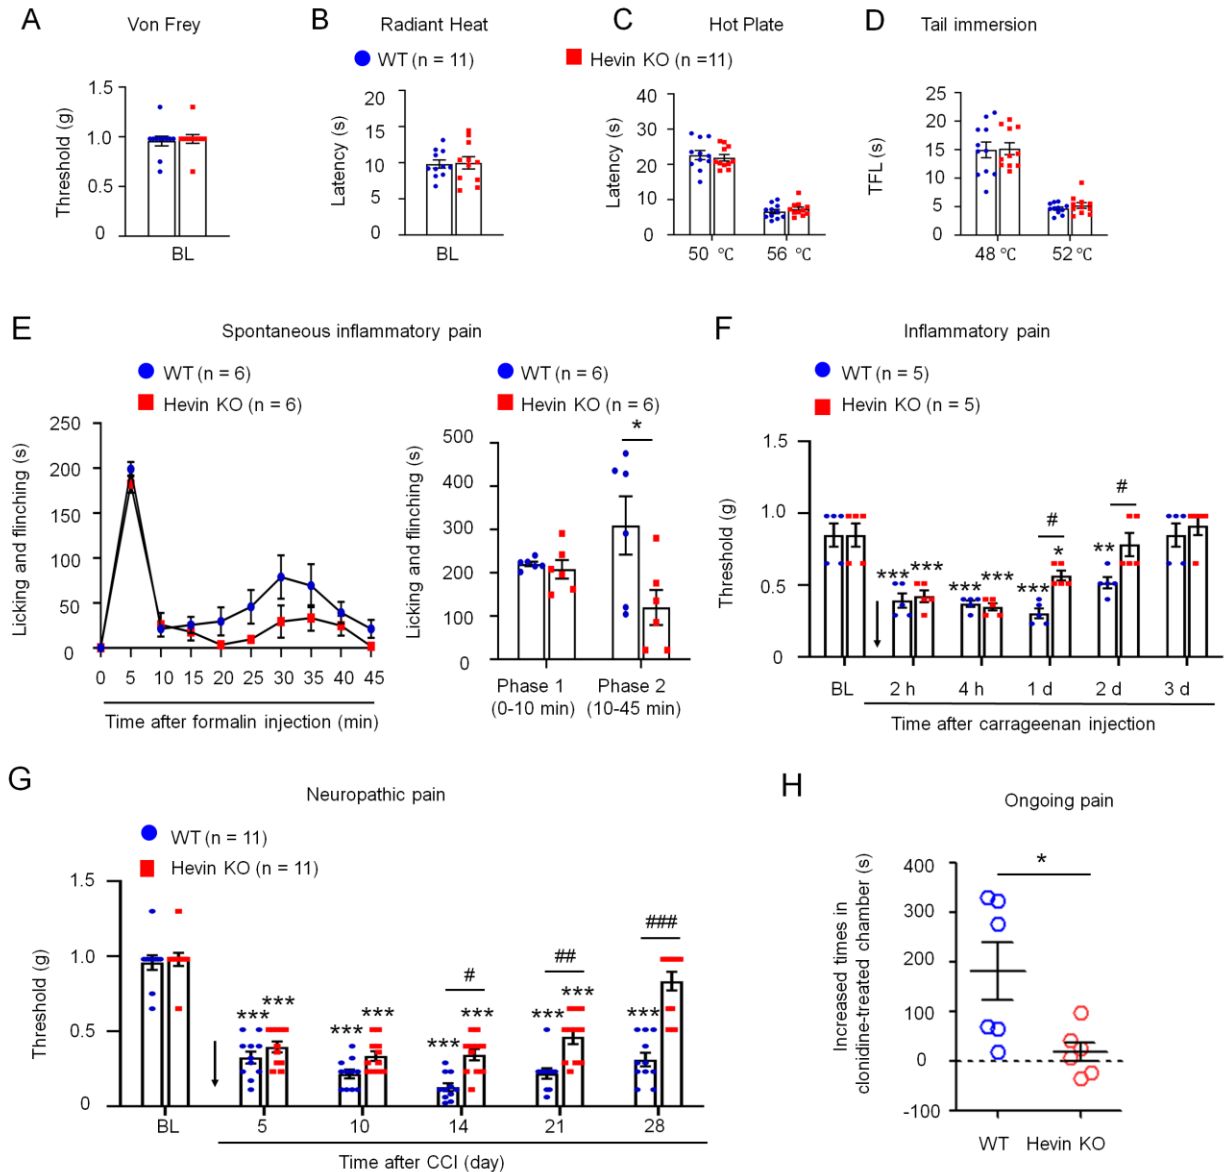 A
Von Frey
Threshold (g)
1.5
1.0
0.5
0
BL
B
Radiant Heat
WT (n = 11)
Latency (s)
20
15
10
5
0
BL
C
Hot Plate
Hevin KO (n =11)
Latency (s)
40
30
20
10
0
50 ℃
56 ℃
D
Tail immersion
TFL (s)
25
20
15
10
5
0
48 ℃
52 ℃
E
Spontaneous inflammatory pain
WT (n = 6)
Hevin KO (n = 6)
Licking and flinching (s)
250
200
150
100
50
0
0 5 10 15 20 25 30 35 40 45
Time after formalin injection (min)
WT (n = 6)
Hevin KO (n = 6)
Licking and flinching (s)
500
400
300
200
100
0
*
Phase 1 Phase 2
(0-10 min) (10-45 min)
F
Inflammatory pain
WT (n = 5)
Hevin KO (n = 5)
Threshold (g)
1.5
1.0
0.5
0
*** ***
*** ***
*** * #
** #
BL 2 h 4 h 1 d 2 d 3 d
Time after carrageenan injection
G
Neuropathic pain
WT (n = 11)
Hevin KO (n = 11)
Threshold (g)
1.5
1.0
0.5
0
*** ***
*** ***
*** *** #
*** *** ##
*** ###
BL 5 10 14 21 28
Time after CCI (day)
H
Ongoing pain
Increased times in
clonidine-treated chamber (s)
400
300
200
100
0
-100
*
WT Hevin KO